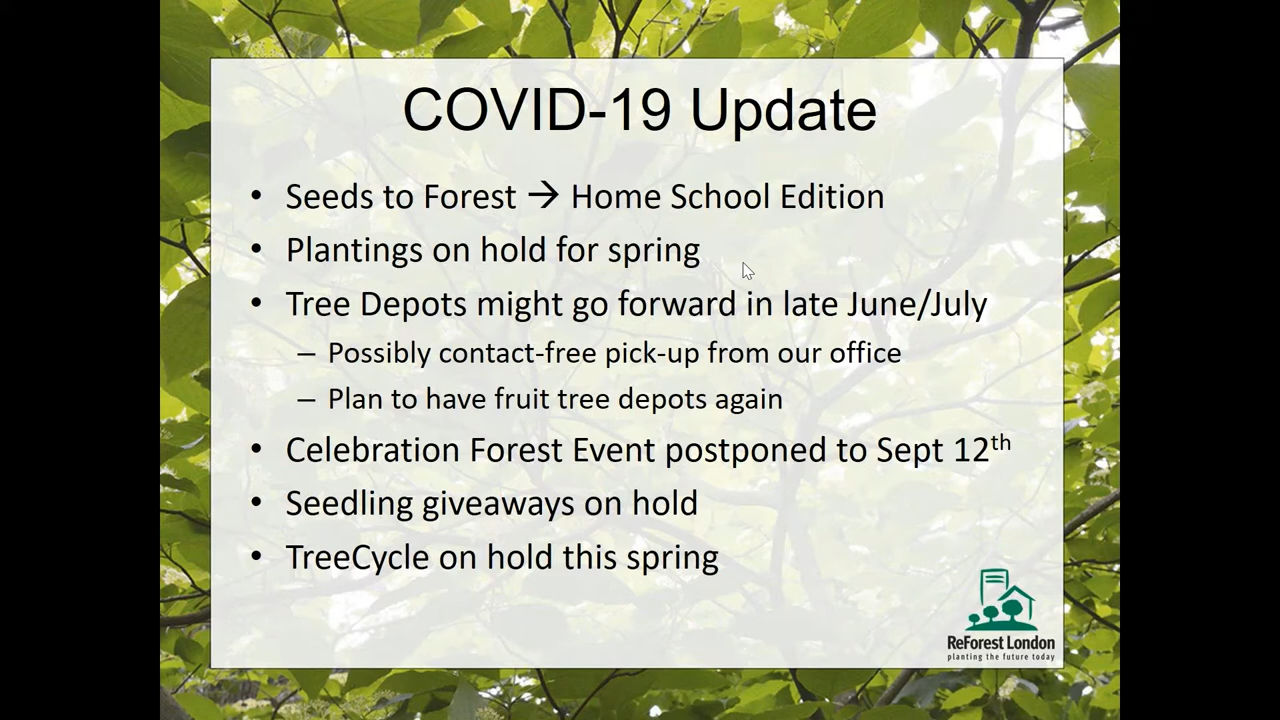 COVID-19 Update
• Seeds to Forest → Home School Edition
• Plantings on hold for spring
• Tree Depots might go forward in late June/July
– Possibly contact-free pick-up from our office
– Plan to have fruit tree depots again
• Celebration Forest Event postponed to Sept 12th
• Seedling giveaways on hold
• TreeCycle on hold this spring
ReForest London
planting the future today